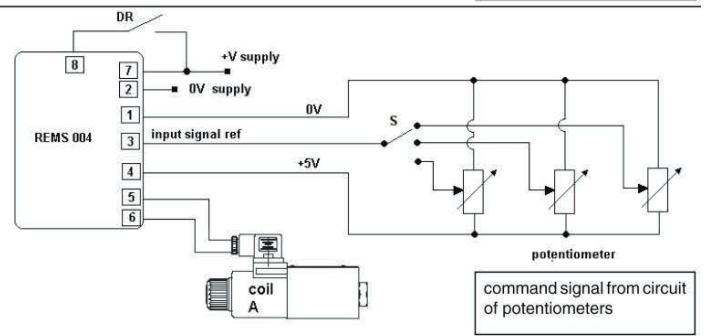 DR
8
+V supply
7
2
0V supply
1
0V
S
REMS 004
3
input signal ref
4
+5V
5
6
potentiometer
coil
A
command signal from circuit
of potentiometers